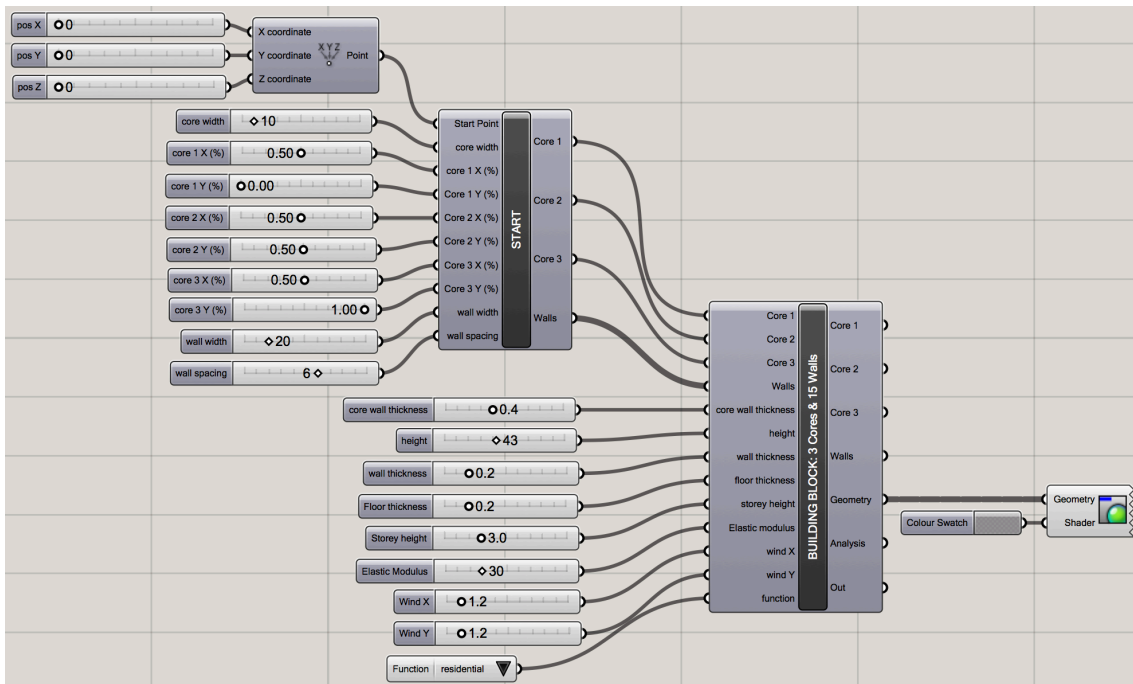 pos X 0
pos Y 0
pos Z 0
X coordinate
Y coordinate
Z coordinate
X Y Z
Point
core width 10
core 1 X (%) 0.50
core 1 Y (%) 0.00
core 2 X (%) 0.50
core 2 Y (%) 0.50
core 3 X (%) 0.50
core 3 Y (%) 1.00
wall width 20
wall spacing 6
Start Point
core width
core 1 X (%)
Core 1 Y (%)
Core 2 X (%)
Core 2 Y (%)
Core 3 X (%)
Core 3 Y (%)
wall width
wall spacing
START
Core 1
Core 2
Core 3
Walls
core wall thickness 0.4
height 43
wall thickness 0.2
Floor thickness 0.2
Storey height 3.0
Elastic Modulus 30
Wind X 1.2
Wind Y 1.2
Function residential
Core 1
Core 2
Core 3
Walls
core wall thickness
height
wall thickness
floor thickness
storey height
Elastic modulus
wind X
wind Y
function
BUILDING BLOCK: 3 Cores & 15 Walls
Core 1
Core 2
Core 3
Walls
Geometry
Analysis
Out
Colour Swatch
Geometry
Shader